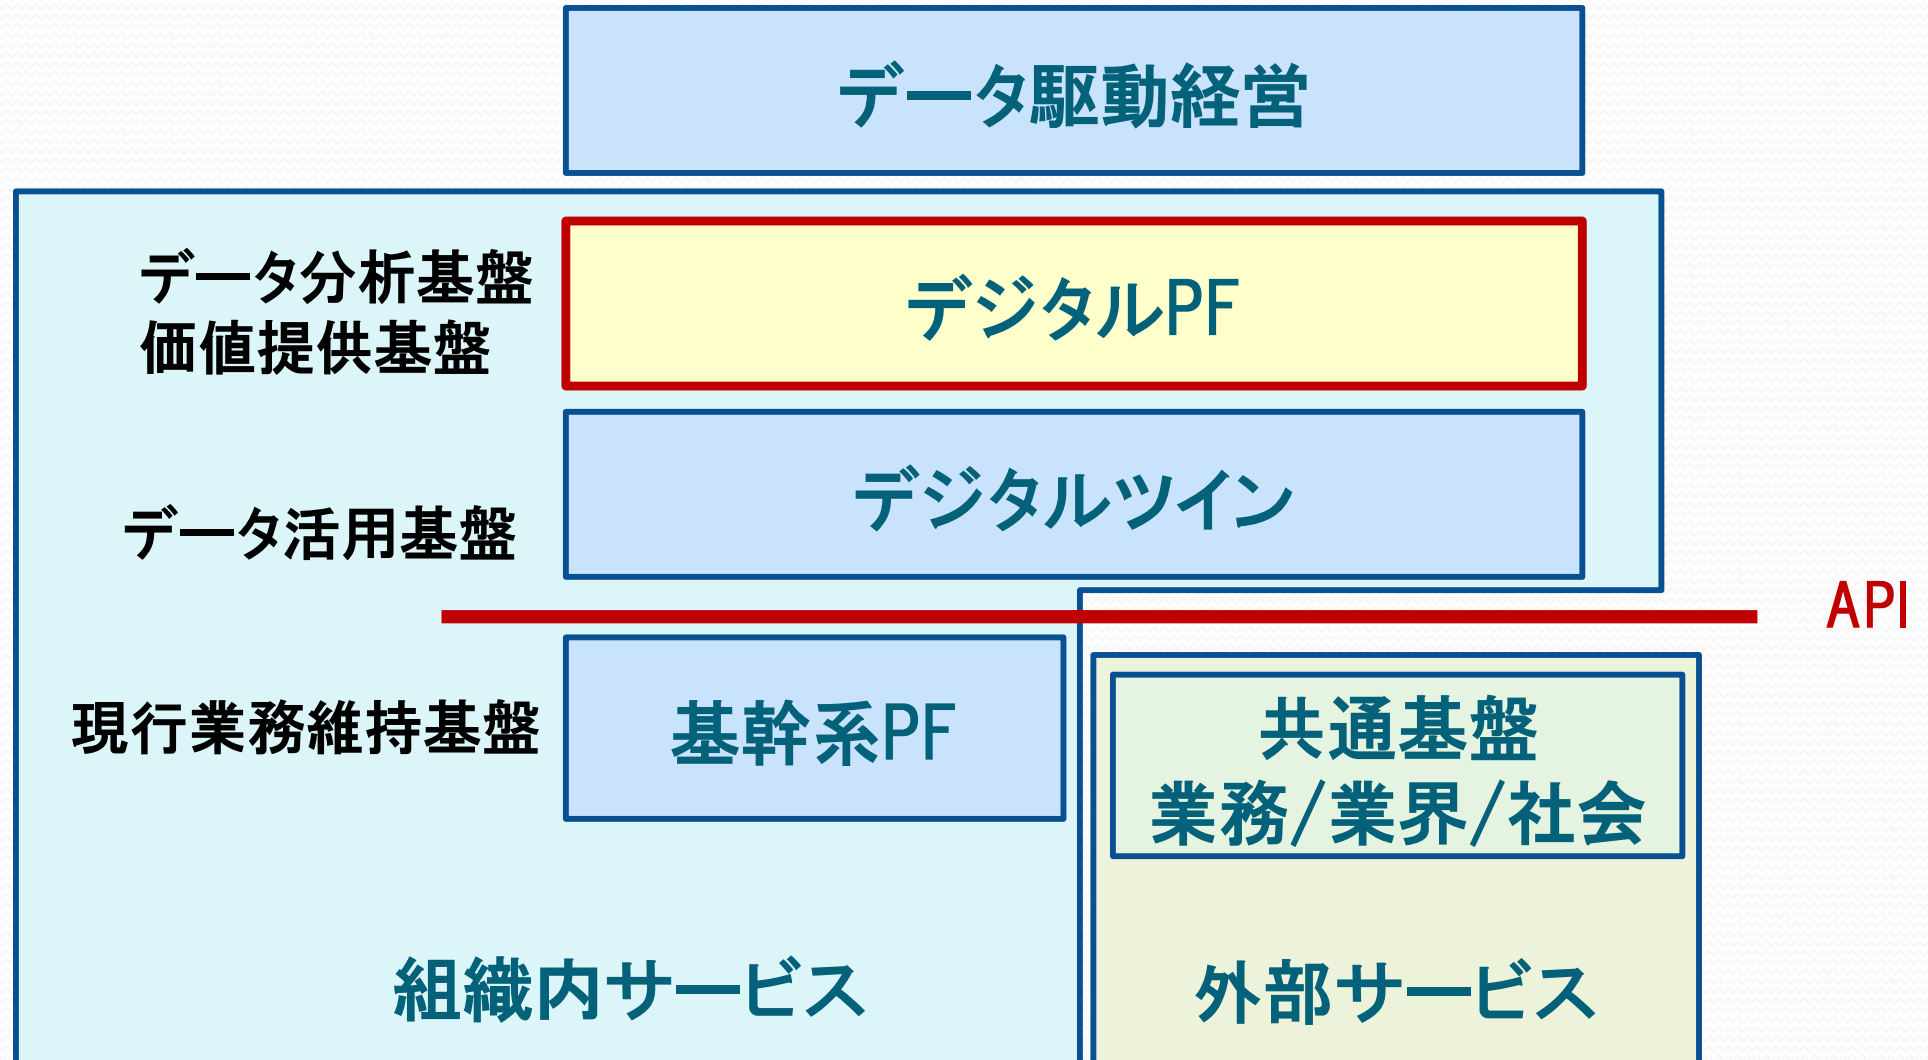 データ駆動経営
データ分析基盤
価値提供基盤
デジタルPF
データ活用基盤
デジタルツイン
API
現行業務維持基盤
基幹系PF
共通基盤
業務/業界/社会
組織内サービス
外部サービス